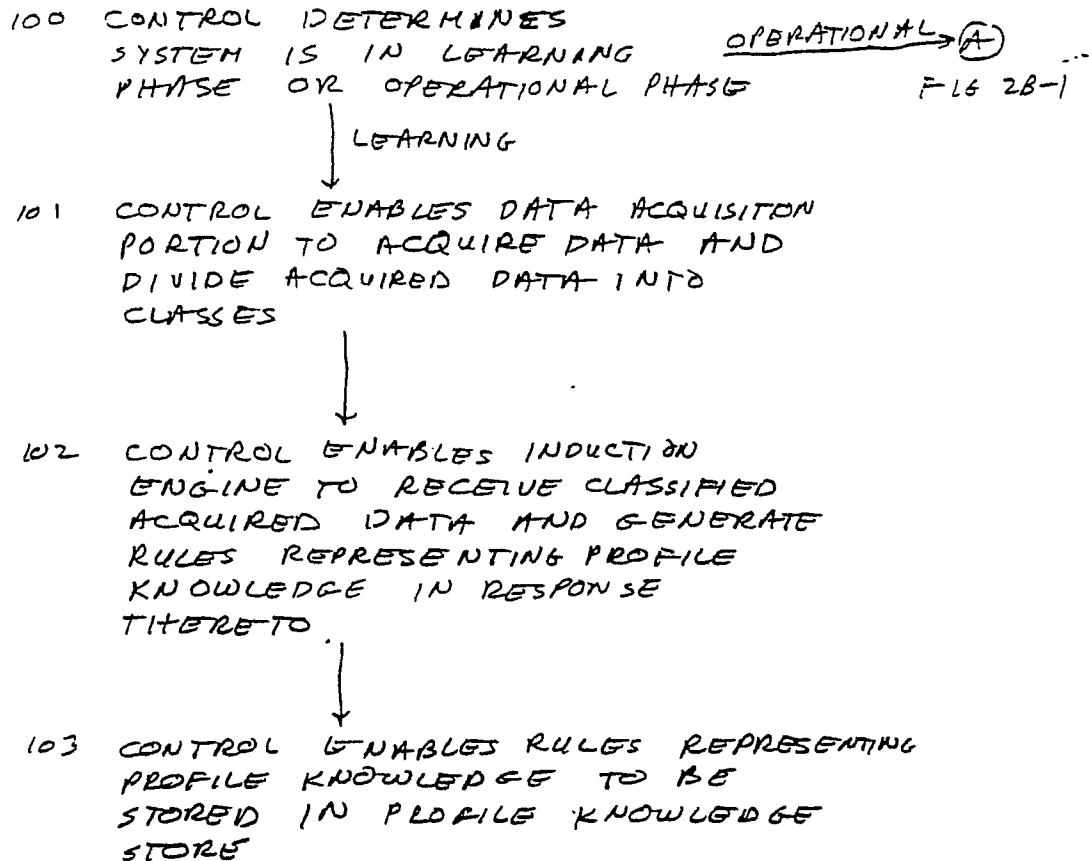 100 CONTROL DETERMINES
SYSTEM IS IN LEARNING
PHASE OR OPERATIONAL PHASE
OPERATIONAL A
FIG 2B-1
LEARNING
101 CONTROL ENABLES DATA ACQUISITON
PORTION TO ACQUIRE DATA AND
DIVIDE ACQUIRED DATA INTO
CLASSES
102 CONTROL ENABLES INDUCTION
ENGINE TO RECEIVE CLASSIFIED
ACQUIRED DATA AND GENERATE
RULES REPRESENTING PROFILE
KNOWLEDGE IN RESPONSE
THERETO
103 CONTROL ENABLES RULES REPRESENTING
PROFILE KNOWLEDGE TO BE
STORED IN PROFILE KNOWLEDGE
STORE